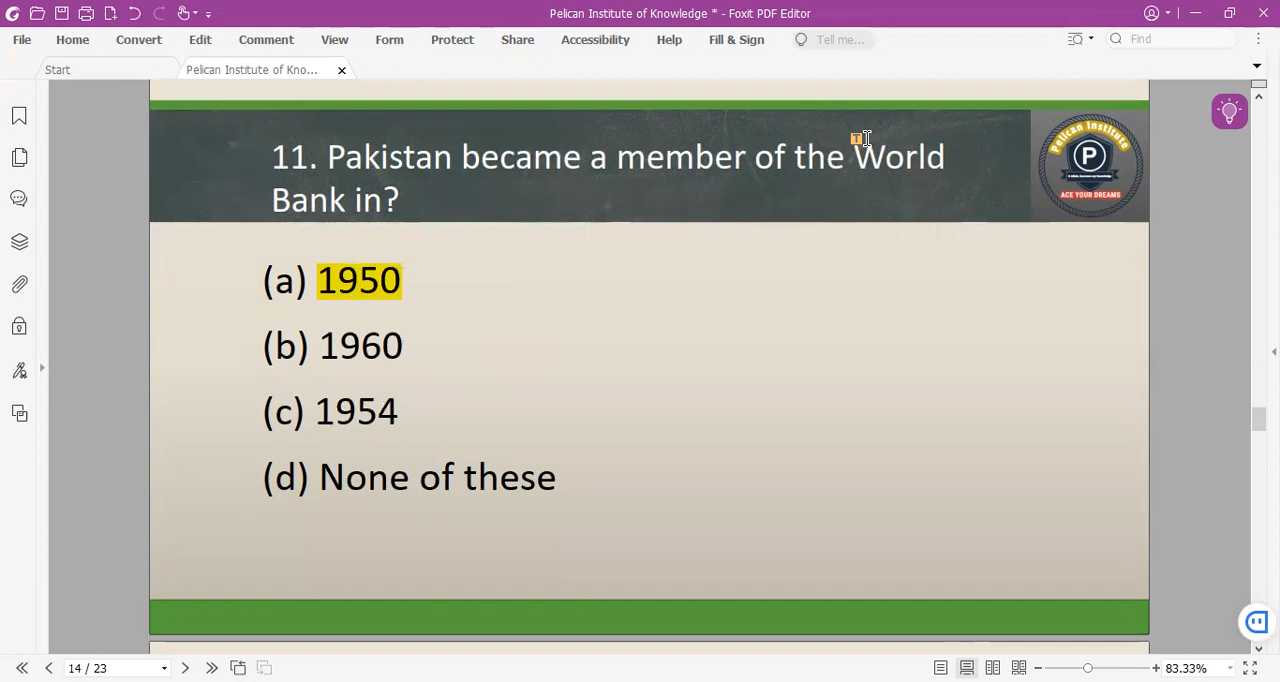 Pelican Institute of Knowledge * - Foxit PDF Editor
File Home Convert Edit Comment View Form Protect Share Accessibility Help Fill & Sign Tell me... Find
Start Pelican Institute of Kno...
11. Pakistan became a member of the World
Bank in?
Pelican Institute
P
ACE YOUR DREAMS
(a) 1950
(b) 1960
(c) 1954
(d) None of these
14 / 23 83.33%